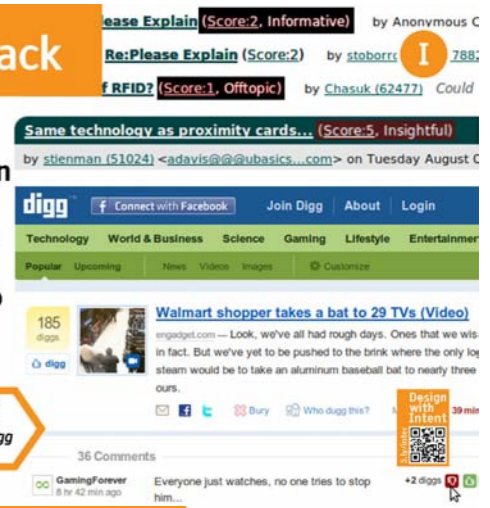 ack
ease Explain (Score:2, Informative) by Anonymous C
Re:Please Explain (Score:2) by stoborro I 788
f RFID? (Score:1, Offtopic) by Chasuk (62477) Could
Same technology as proximity cards... (Score:5, Insightful)
by stienman (51024) <adavis@@@ubasics...com> on Tuesday August 0
n
digg f Connect with Facebook Join Digg About Login
Technology World & Business Science Gaming Lifestyle Entertainmen
Popular Upcoming News Videos Images Customize
185
diggs
digg
Walmart shopper takes a bat to 29 TVs (Video)
engadget.com — Look, we've all had rough days. Ones that we wis
in fact. But we've yet to be pushed to the brink where the only log
steam would be to take an aluminum baseball bat to nearly three
ours.
Bury Who dugg this? 39 min
Design
with
Intent
gg
36 Comments
GamingForever
8 hr 42 min ago
Everyone just watches, no one tries to stop
him...
+2 diggs